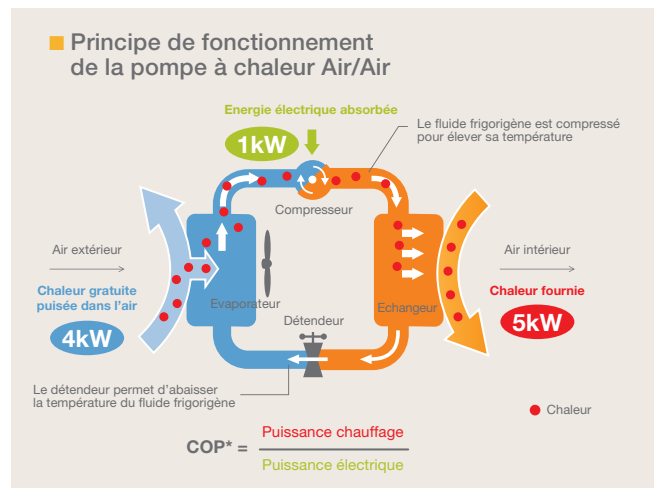 Principe de fonctionnement
de la pompe à chaleur Air/Air
Energie électrique absorbée
1kW
Le fluide frigorigène est compressé
pour élever sa température
Compresseur
Air extérieur
Chaleur gratuite
puisée dans l'air
4kW
Evaporateur
Détendeur
Echangeur
Air intérieur
Chaleur fournie
5kW
Le détendeur permet d'abaisser
la température du fluide frigorigène
Chaleur
COP* =
Puissance chauffage
Puissance électrique